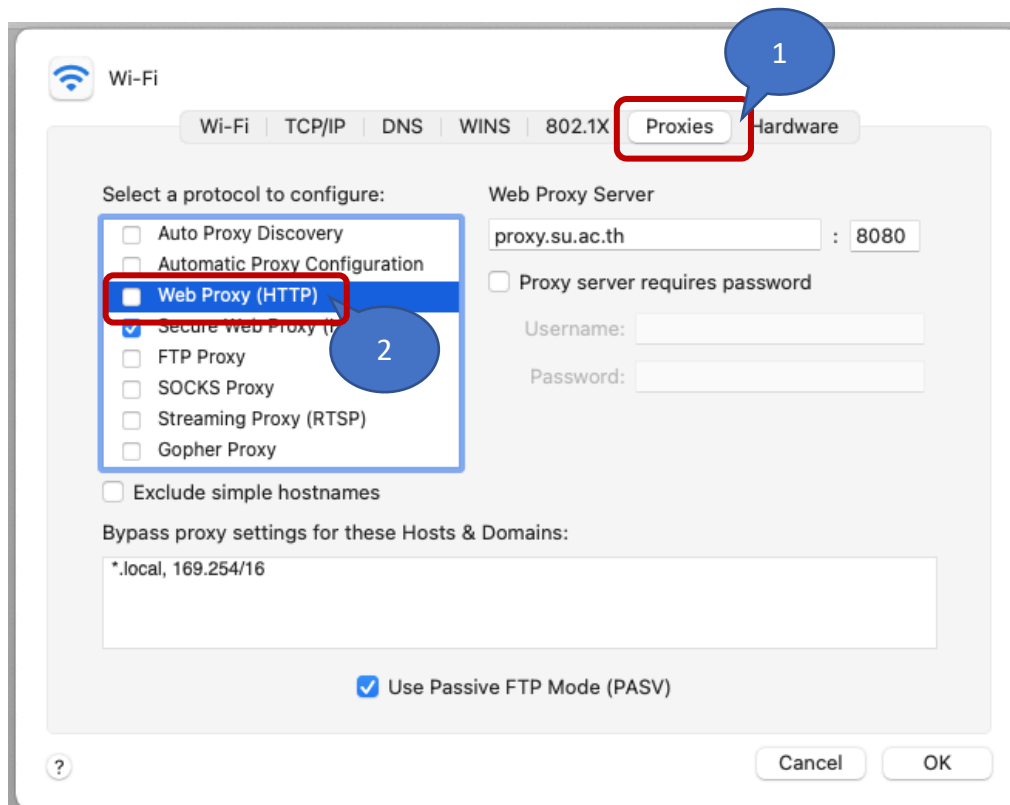 1
Wi-Fi
Wi-Fi TCP/IP DNS WINS 802.1X Proxies Hardware
Select a protocol to configure:
Web Proxy Server
Auto Proxy Discovery
proxy.su.ac.th : 8080
Automatic Proxy Configuration
Proxy server requires password
Web Proxy (HTTP)
Secure Web Proxy (
Username:
2
FTP Proxy
Password:
SOCKS Proxy
Streaming Proxy (RTSP)
Gopher Proxy
Exclude simple hostnames
Bypass proxy settings for these Hosts & Domains:
*.local, 169.254/16
Use Passive FTP Mode (PASV)
? Cancel OK